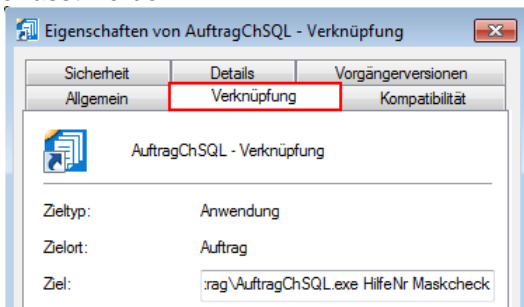 Eigenschaften von AuftragChSQL - Verknüpfung
Sicherheit Details Vorgängerversionen
Allgemein Verknüpfung Kompatibilität
AuftragChSQL - Verknüpfung
Zieltyp: Anwendung
Zielort: Auftrag
Ziel: :rag\AuftragChSQL.exe HilfeNr Maskcheck